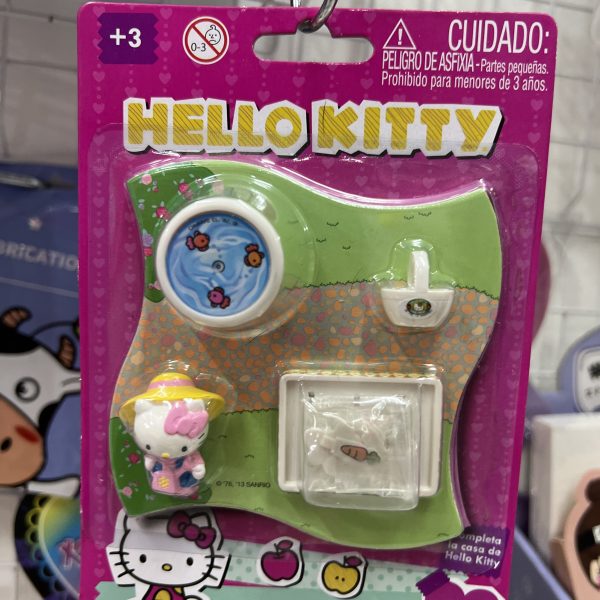 +3
0-3
CUIDADO:
PELIGRO DE ASFIXIA - Partes pequeñas.
Prohibido para menores de 3 años.
HELLO KITTY
BRICATION
© '76, '13 SANRIO
completa
la casa de
Hello Kitty